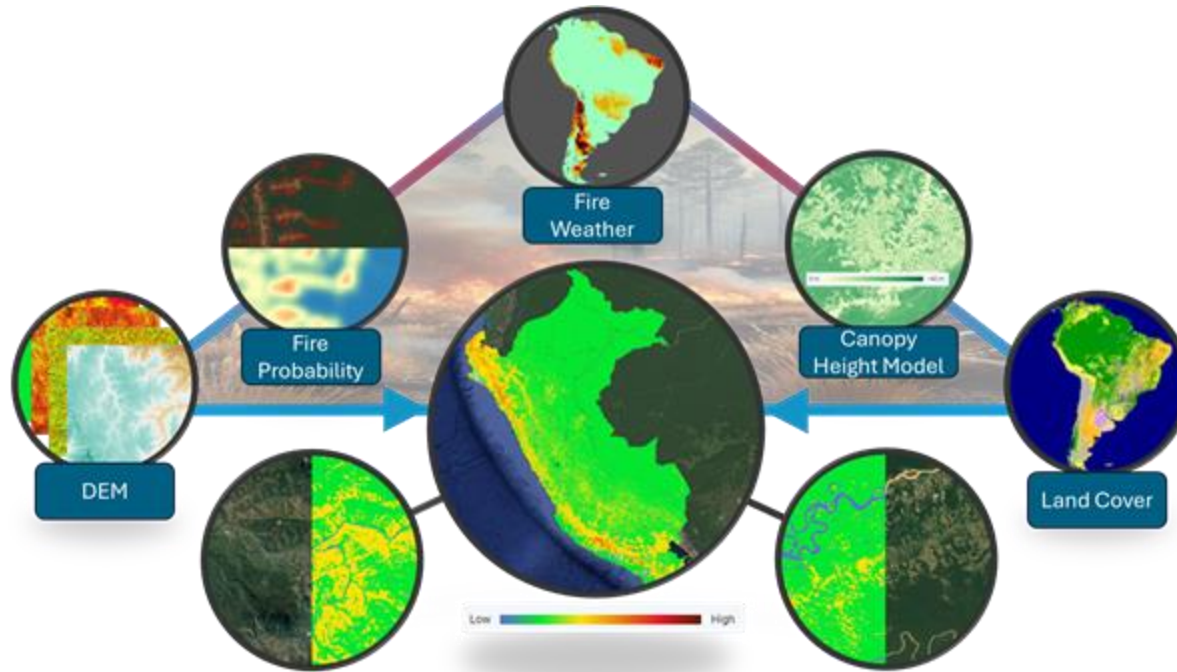 Fire
Weather
Fire
Probability
Canopy
Height Model
DEM
Land Cover
Low
High